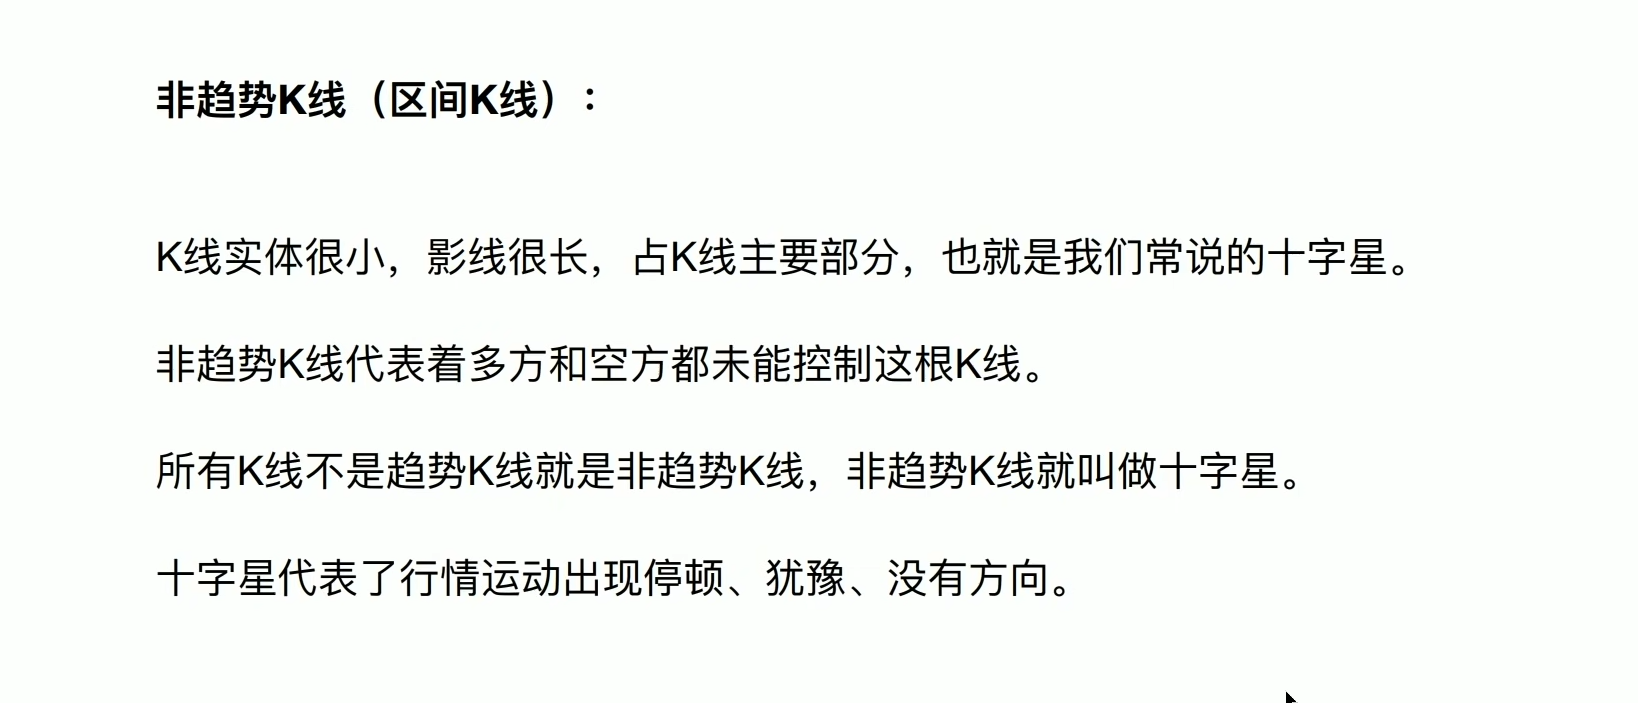 非趋势K线（区间K线）：
K线实体很小，影线很长，占K线主要部分，也就是我们常说的十字星。
非趋势K线代表着多方和空方都未能控制这根K线。
所有K线不是趋势K线就是非趋势K线，非趋势K线就叫做十字星。
十字星代表了行情运动出现停顿、犹豫、没有方向。